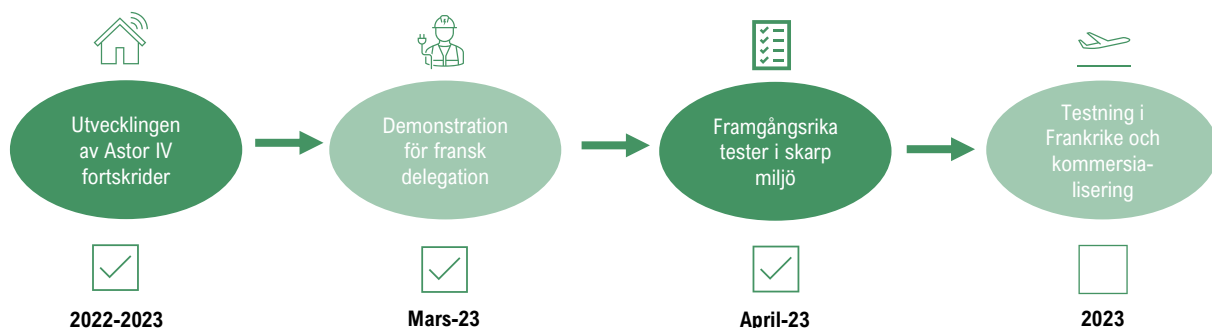 Utvecklingen
av Astor IV
fortskrider
Demonstration
för fransk
delegation
Framgångsrika
tester i skarp
miljö
Testning i
Frankrike och
kommersia-
lisering
2022-2023
Mars-23
April-23
2023